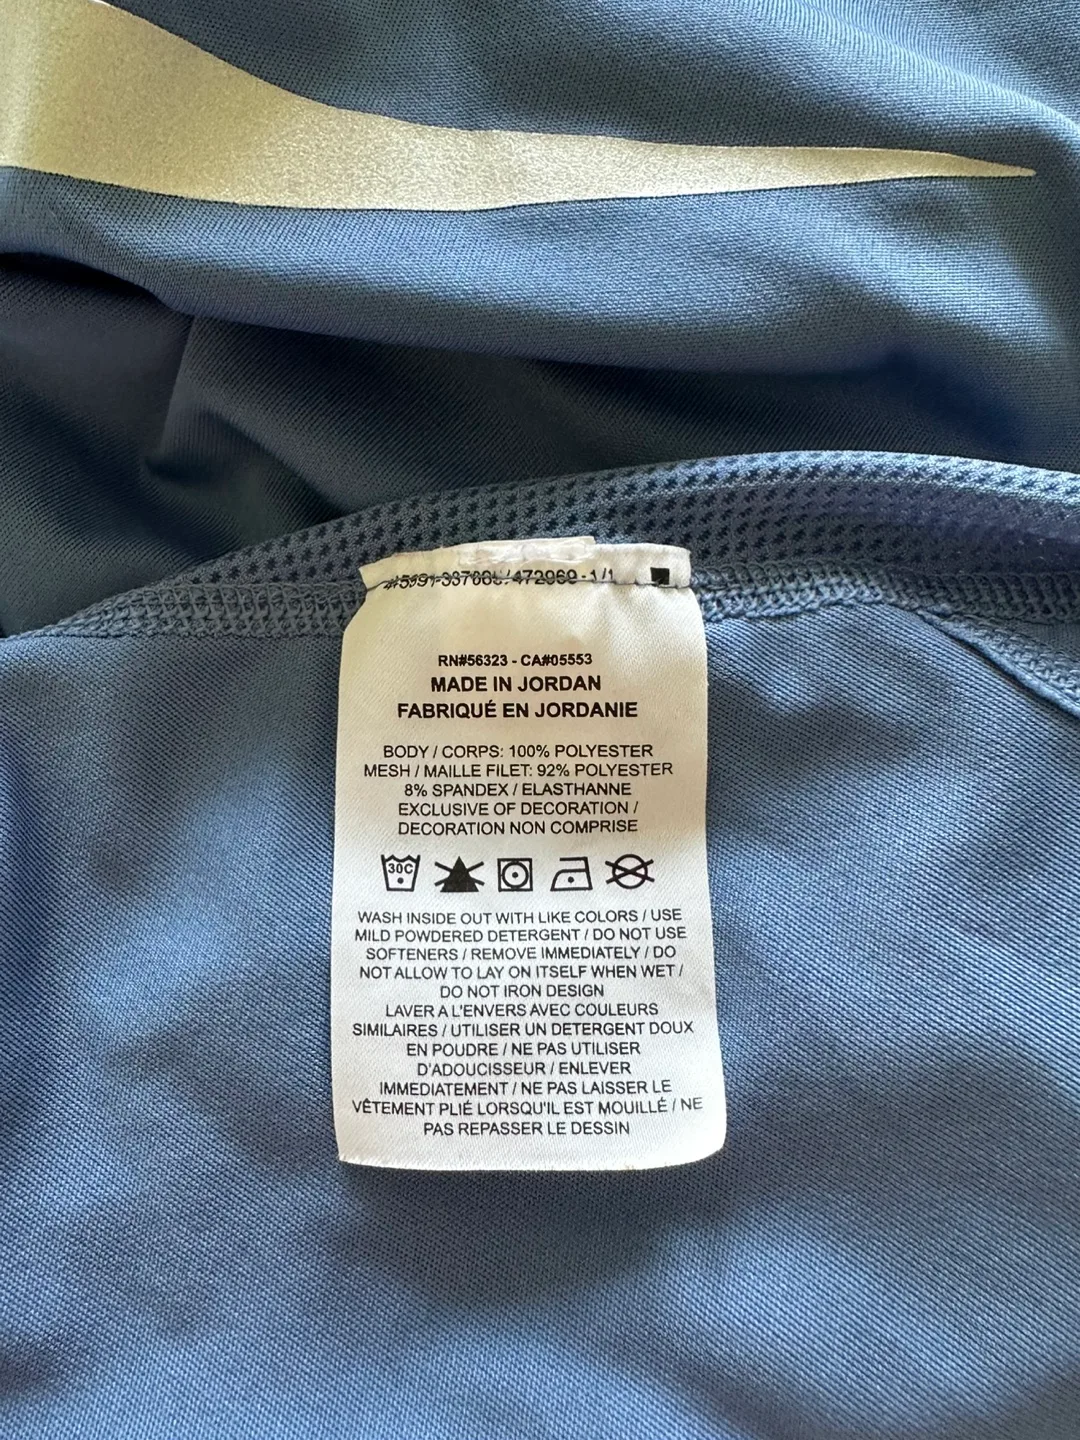 RN#56323 - CA#05553
MADE IN JORDAN
FABRIQUÉ EN JORDANIE
BODY / CORPS: 100% POLYESTER
MESH / MAILLE FILET: 92% POLYESTER
8% SPANDEX / ELASTHANNE
EXCLUSIVE OF DECORATION /
DECORATION NON COMPRISE
30C
WASH INSIDE OUT WITH LIKE COLORS / USE
MILD POWDERED DETERGENT / DO NOT USE
SOFTENERS / REMOVE IMMEDIATELY / DO
NOT ALLOW TO LAY ON ITSELF WHEN WET /
DO NOT IRON DESIGN
LAVER A L'ENVERS AVEC COULEURS
SIMILAIRES / UTILISER UN DETERGENT DOUX
EN POUDRE / NE PAS UTILISER
D'ADOUCISSEUR / ENLEVER
IMMEDIATEMENT / NE PAS LAISSER LE
VÊTEMENT PLIÉ LORSQU'IL EST MOUILLÉ / NE
PAS REPASSER LE DESSIN